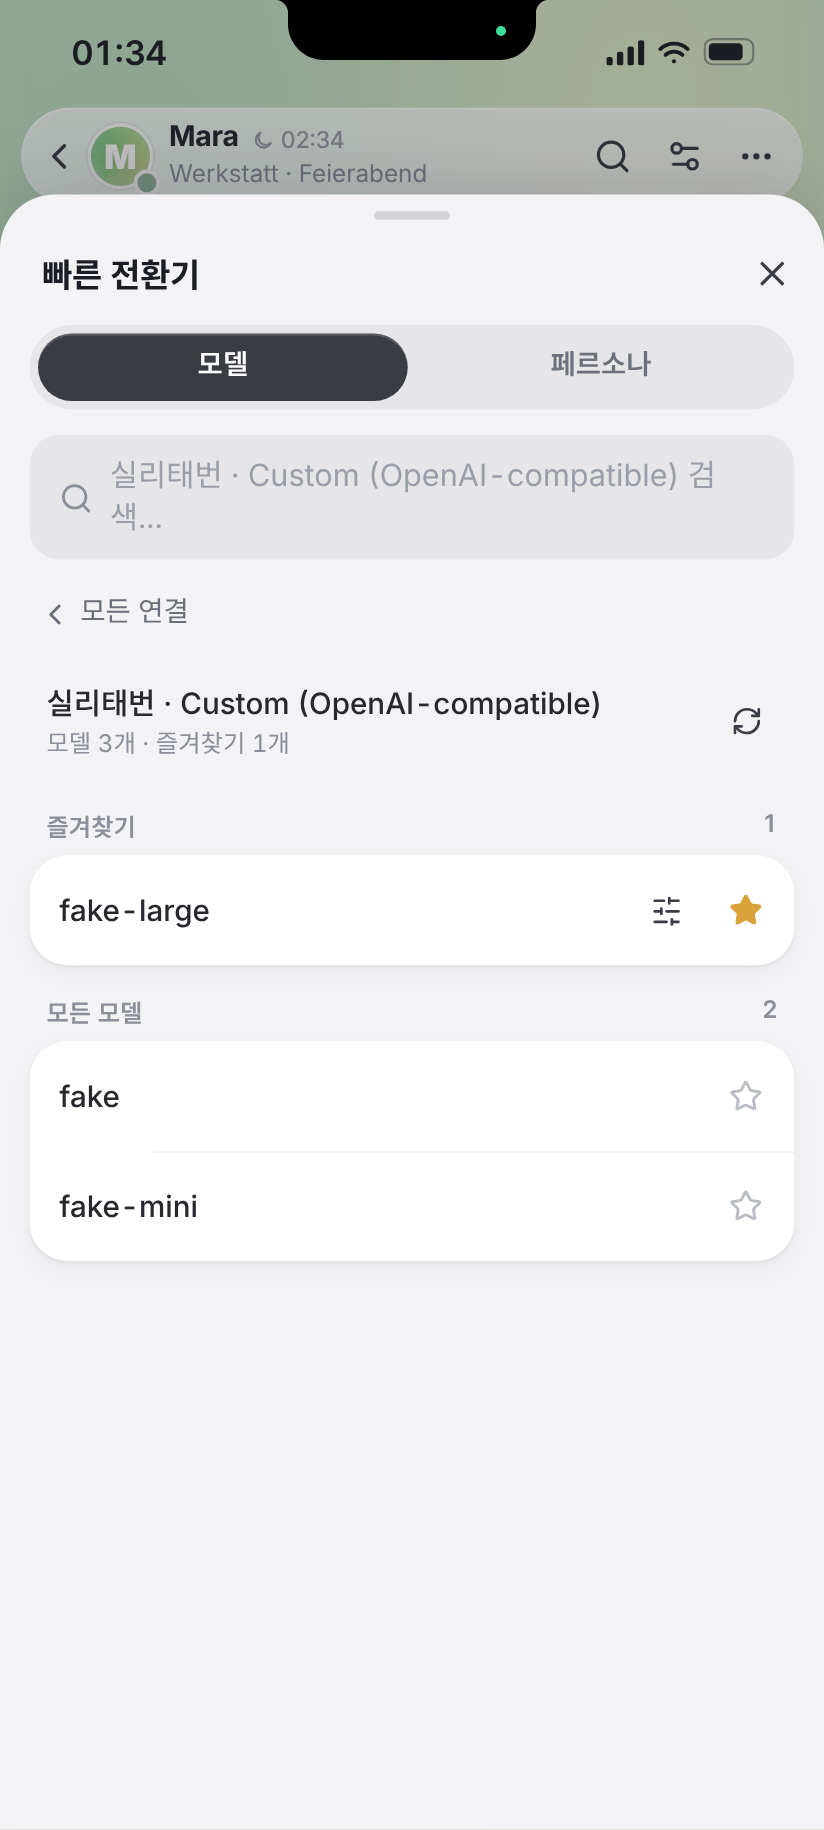 01:34
M
Mara 02:34
Werkstatt · Feierabend
빠른 전환기
모델
페르소나
실리태번 · Custom (OpenAI-compatible) 검
색...
모든 연결
실리태번 · Custom (OpenAI-compatible)
모델 3개 · 즐겨찾기 1개
즐겨찾기 1
fake-large
모든 모델 2
fake
fake-mini